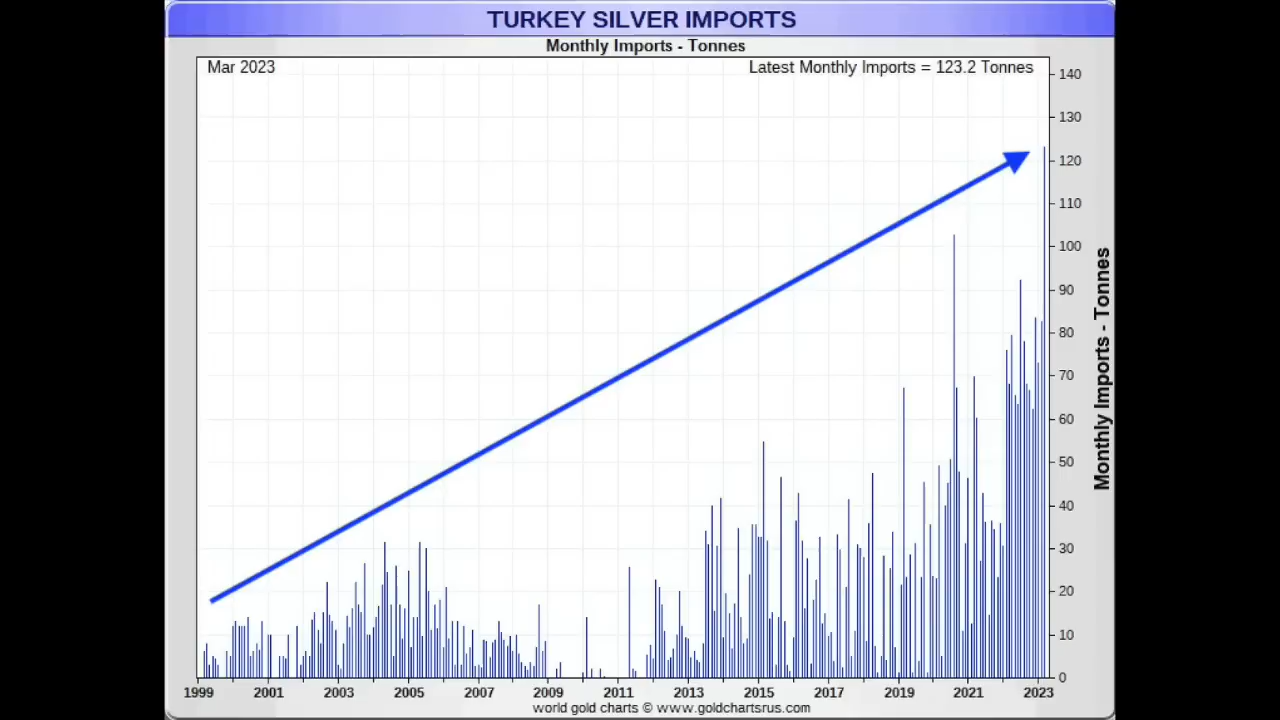 TURKEY SILVER IMPORTS
Monthly Imports - Tonnes
Mar 2023
Latest Monthly Imports = 123.2 Tonnes
140
130
120
110
100
90
80
70
60
50
40
30
20
10
0
Monthly Imports - Tonnes
1999 2001 2003 2005 2007 2009 2011 2013 2015 2017 2019 2021 2023
world gold charts © www.goldchartsrus.com